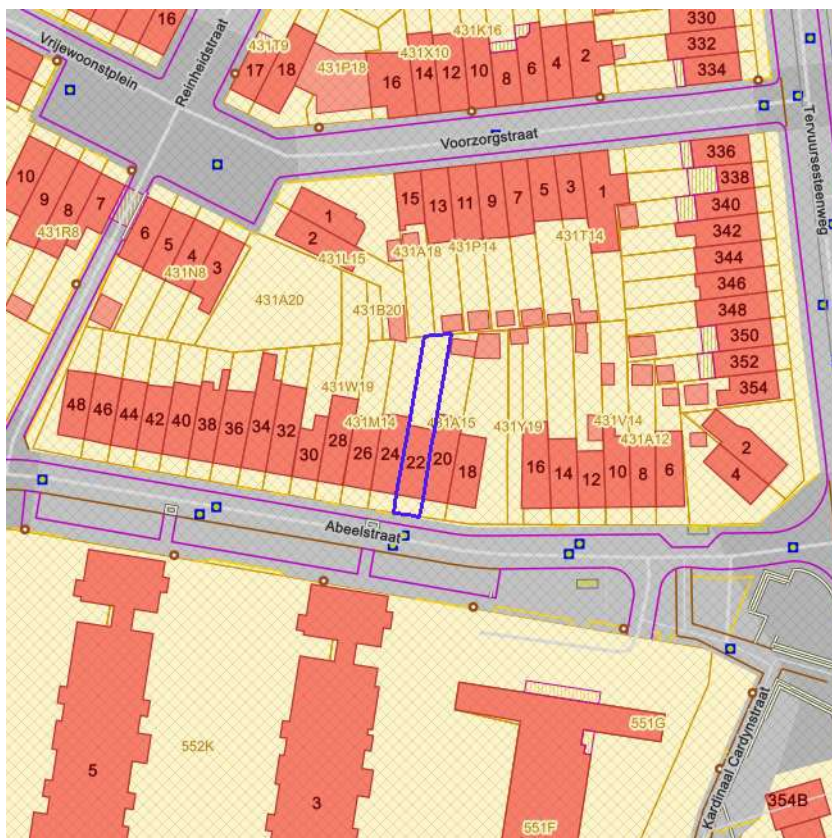 16
Vrijewoonstplein
Reinheidstraat
431T9
17
18
431P18
16
431X10
14
12
431K16
10
8
6
4
2
330
332
334
Voorzorgstraat
Tervuursesteenweg
10
9
8
7
431R8
6
5
4
3
431N8
1
2
431L15
431A20
431B20
15
13
11
9
7
5
3
1
431A18
431P14
431T14
336
338
340
342
344
346
348
350
352
354
48
46
44
42
40
38
36
34
32
30
28
26
24
22
20
18
431W19
431M14
431A15
431Y19
431V14
431A12
16
14
12
10
8
6
2
4
Abeelstraat
5
552K
3
551G
551F
Kardinaal Cardynstraat
354B